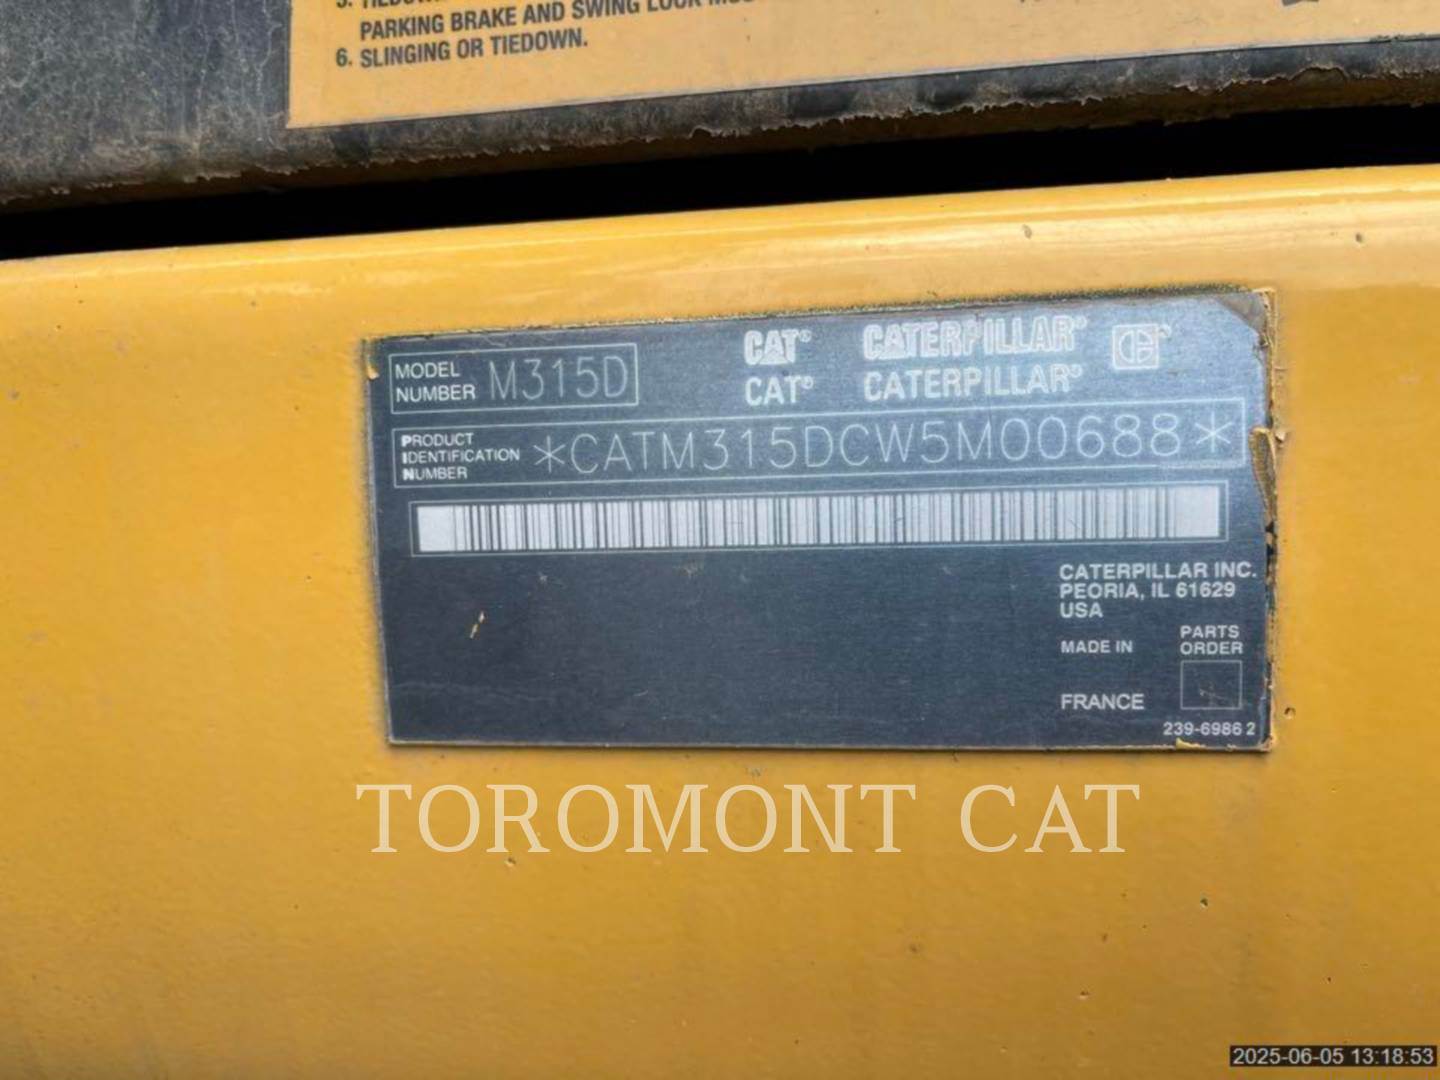 5.
PARKING BRAKE AND SWING LOCK
6. SLINGING OR TIEDOWN.
MODEL NUMBER M315D
CAT® CATERPILLAR®
CAT® CATERPILLAR®
PRODUCT IDENTIFICATION NUMBER *CATM315DCW5M00688*
CATERPILLAR INC.
PEORIA, IL 61629
USA
MADE IN
PARTS ORDER
FRANCE
239-6986 2
TOROMONT CAT
2025-06-05 13:18:53